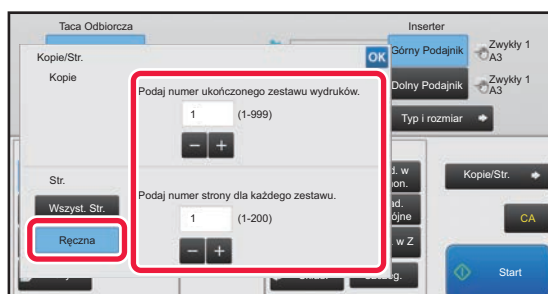 Taca Odbiorcza
Inserter
Kopie/Str.
OK
Górny Podajnik
Zwykły 1
A3
Kopie
Podaj numer ukończonego zestawu wydruków.
1
(1-999)
Dolny Podajnik
Zwykły 1
A3
Typ i rozmiar
Str.
Wszyst. Str.
Ręczna
Podaj numer strony dla każdego zestawu.
1
(1-200)
Kopie/Str.
CA
w Z
Start